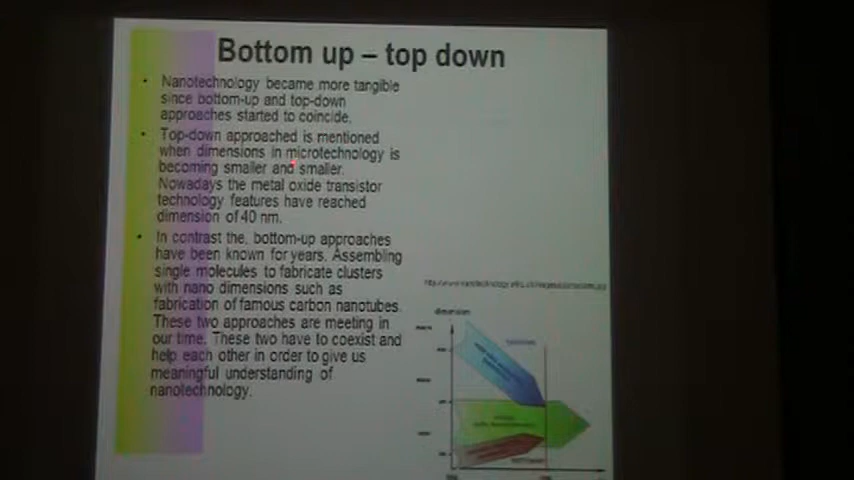 Bottom up – top down
• Nanotechnology became more tangible
since bottom-up and top-down
approaches started to coincide.
• Top-down approached is mentioned
when dimensions in microtechnology is
becoming smaller and smaller.
Nowadays the metal oxide transistor
technology features have reached
dimension of 40 nm.
• In contrast the, bottom-up approaches
have been known for years. Assembling
single molecules to fabricate clusters
with nano dimensions such as
fabrication of famous carbon nanotubes.
These two approaches are meeting in
our time. These two have to coexist and
help each other in order to give us
meaningful understanding of
nanotechnology.
dimension